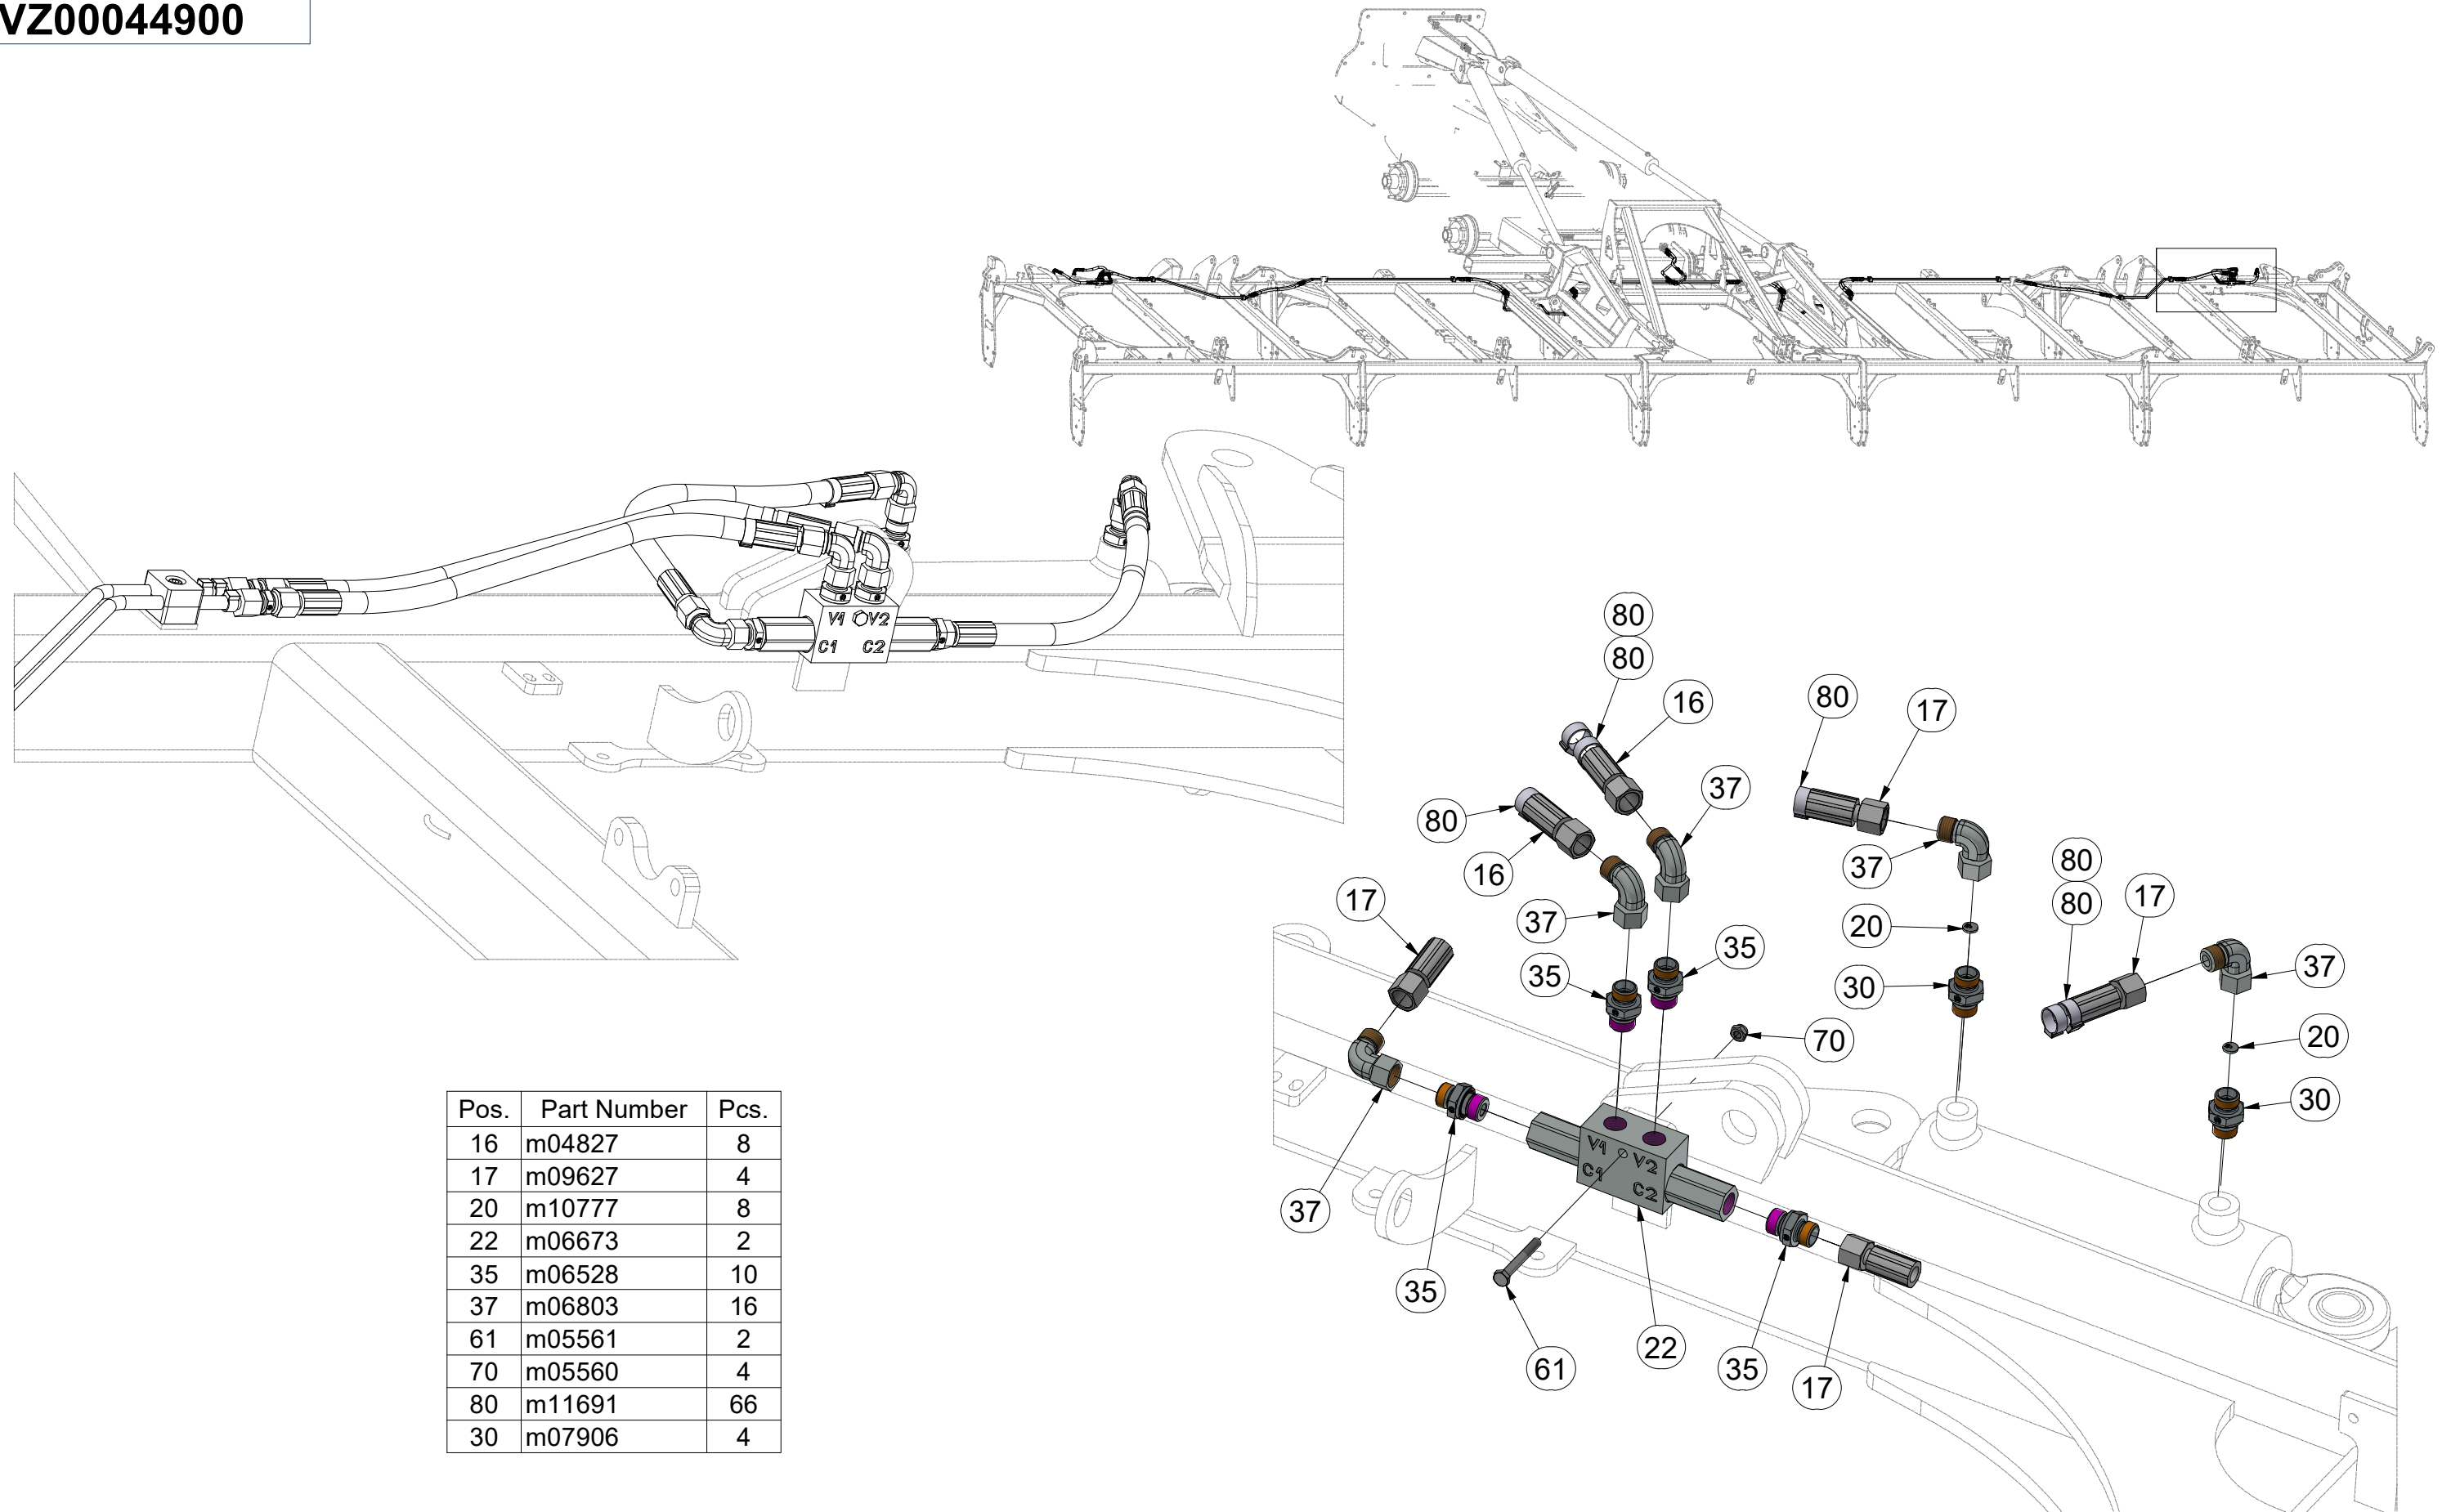 VZ00044900
V1 V2
C1 C2
80
80
16
80
17
37
80
16
37
80
80
17
17
37
20
35
35
37
30
20
70
30
V1 V2
C1 C2
37
35
22
61
35
17
Pos. Part Number Pcs.
16 m04827 8
17 m09627 4
20 m10777 8
22 m06673 2
35 m06528 10
37 m06803 16
61 m05561 2
70 m05560 4
80 m11691 66
30 m07906 4